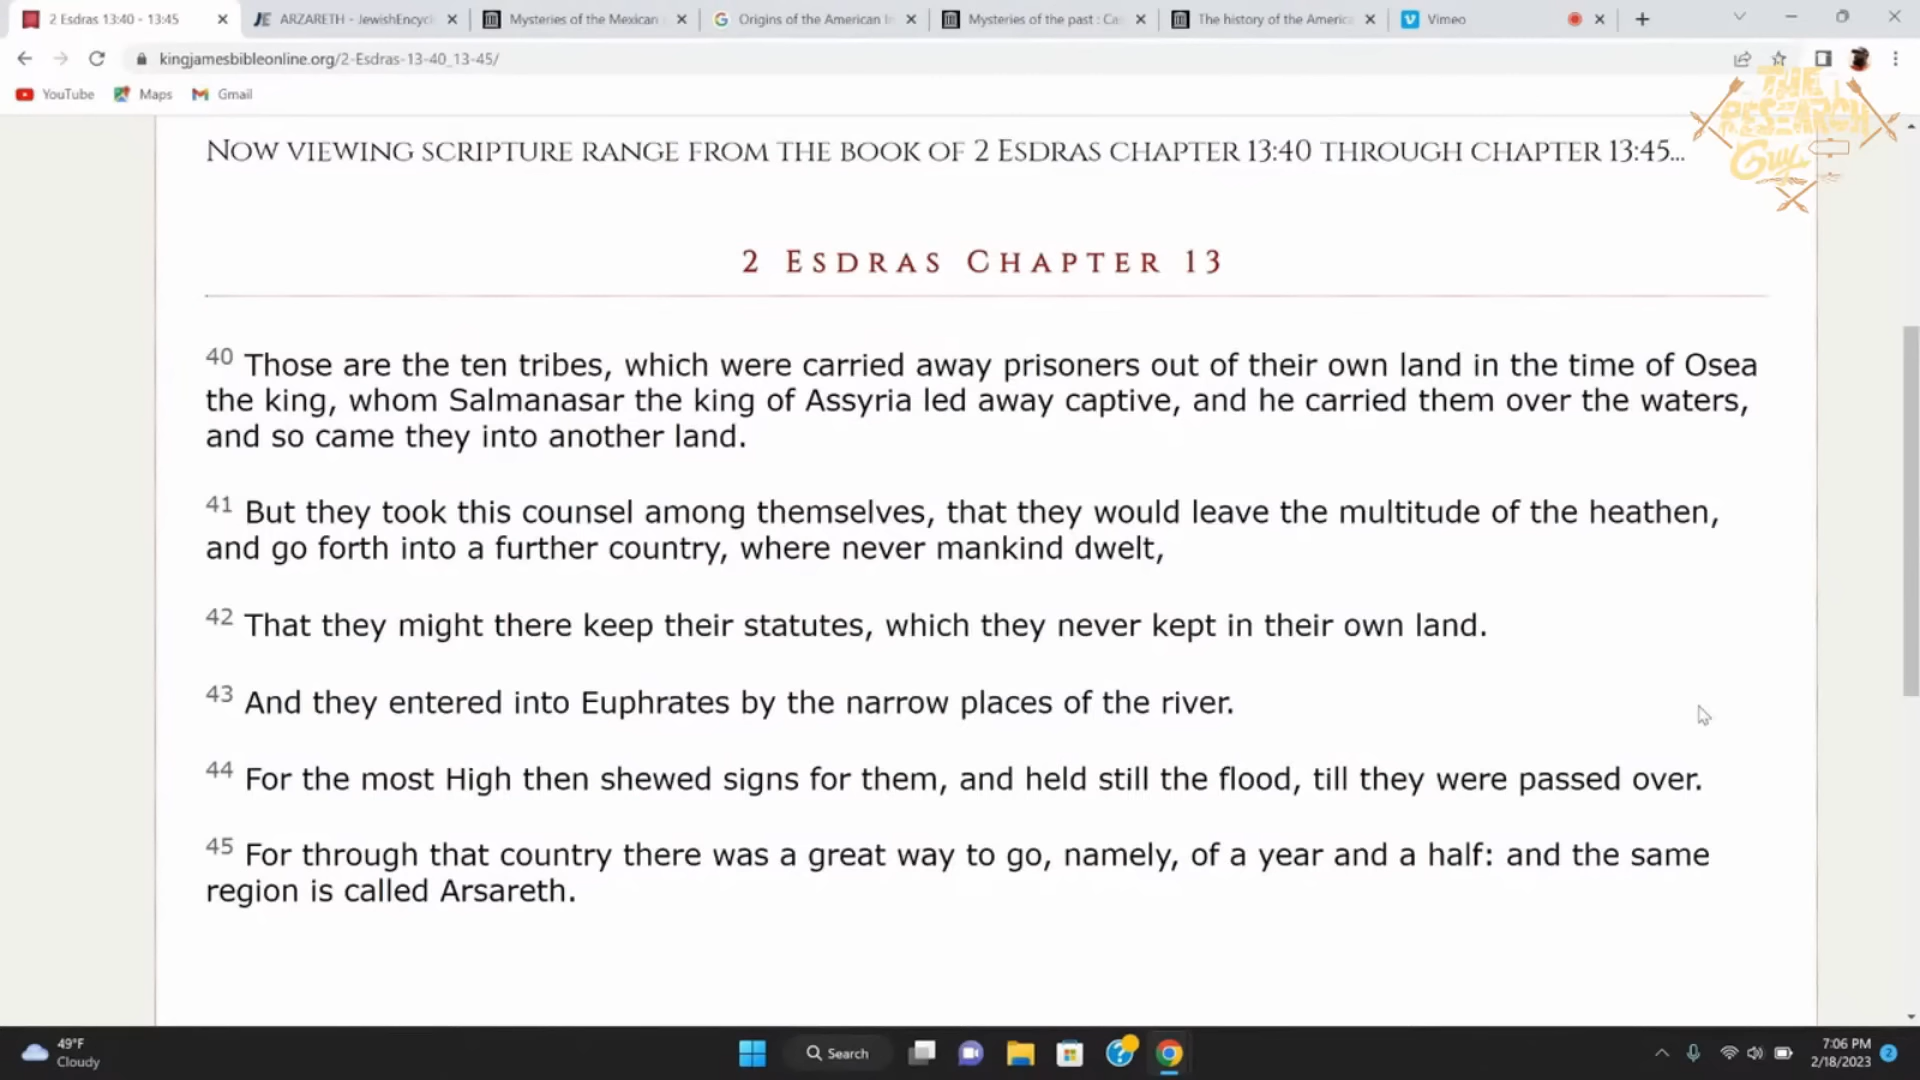 2 Esdras 13:40 - 13:45
ARZARETH - JewishEncycl
Mysteries of the Mexican
Origins of the American I
Mysteries of the past : Ca
The history of the America
Vimeo
kingjamesbibleonline.org/2-Esdras-13-40_13-45/
YouTube Maps Gmail
THE
RESEARCH
Guy
NOW VIEWING SCRIPTURE RANGE FROM THE BOOK OF 2 ESDRAS CHAPTER 13:40 THROUGH CHAPTER 13:45...
2 ESDRAS CHAPTER 13
40 Those are the ten tribes, which were carried away prisoners out of their own land in the time of Osea
the king, whom Salmanasar the king of Assyria led away captive, and he carried them over the waters,
and so came they into another land.
41 But they took this counsel among themselves, that they would leave the multitude of the heathen,
and go forth into a further country, where never mankind dwelt,
42 That they might there keep their statutes, which they never kept in their own land.
43 And they entered into Euphrates by the narrow places of the river.
44 For the most High then shewed signs for them, and held still the flood, till they were passed over.
45 For through that country there was a great way to go, namely, of a year and a half: and the same
region is called Arsareth.
49°F
Cloudy
Search
7:06 PM
2/18/2023
2